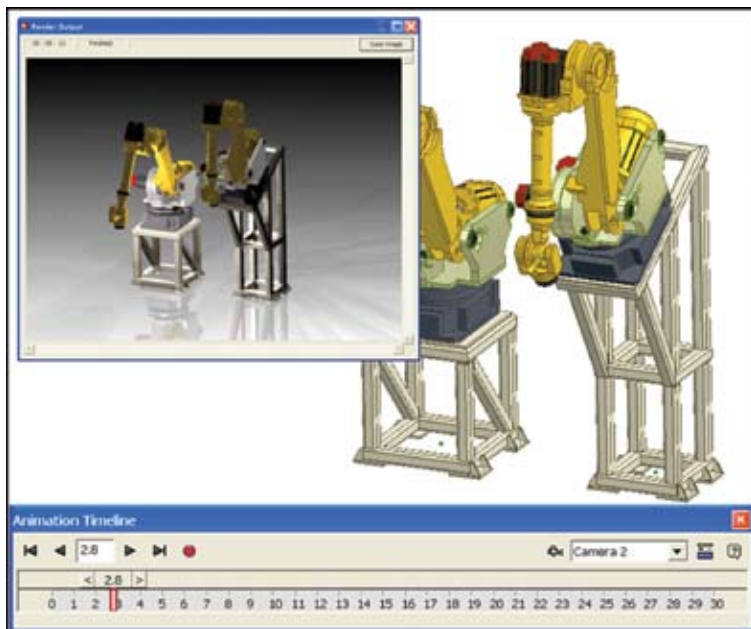 Render Output
Finished
Save Image
Animation Timeline
2.8
Camera 2
< 2.8 >
0 1 2 3 4 5 6 7 8 9 10 11 12 13 14 15 16 17 18 19 20 21 22 23 24 25 26 27 28 29 30